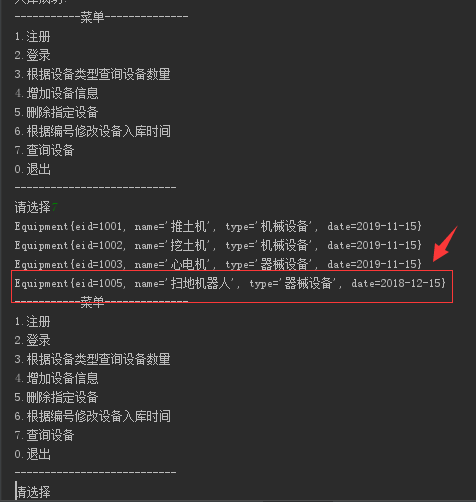 -----------菜单--------------
1.注册
2.登录
3.根据设备类型查询设备数量
4.增加设备信息
5.删除指定设备
6.根据编号修改设备入库时间
7.查询设备
0.退出
---------------------------
请选择7
Equipment{eid=1001, name='推土机', type='机械设备', date=2019-11-15}
Equipment{eid=1002, name='挖土机', type='机械设备', date=2019-11-15}
Equipment{eid=1003, name='心电机', type='器械设备', date=2019-11-15}
Equipment{eid=1005, name='扫地机器人', type='器械设备', date=2018-12-15}
-----------菜单--------------
1.注册
2.登录
3.根据设备类型查询设备数量
4.增加设备信息
5.删除指定设备
6.根据编号修改设备入库时间
7.查询设备
0.退出
---------------------------
请选择